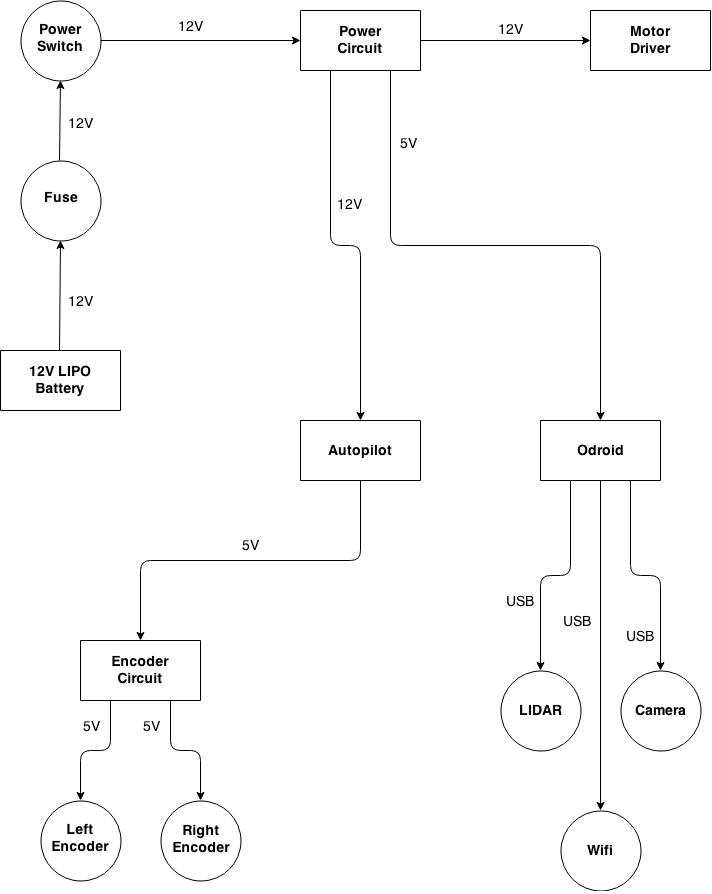 Power
Switch
12V
Power
Circuit
12V
Motor
Driver
12V
5V
Fuse
12V
12V
12V LIPO
Battery
Autopilot
Odroid
5V
USB
USB
USB
Encoder
Circuit
LIDAR
Camera
5V
5V
Left
Encoder
Right
Encoder
Wifi